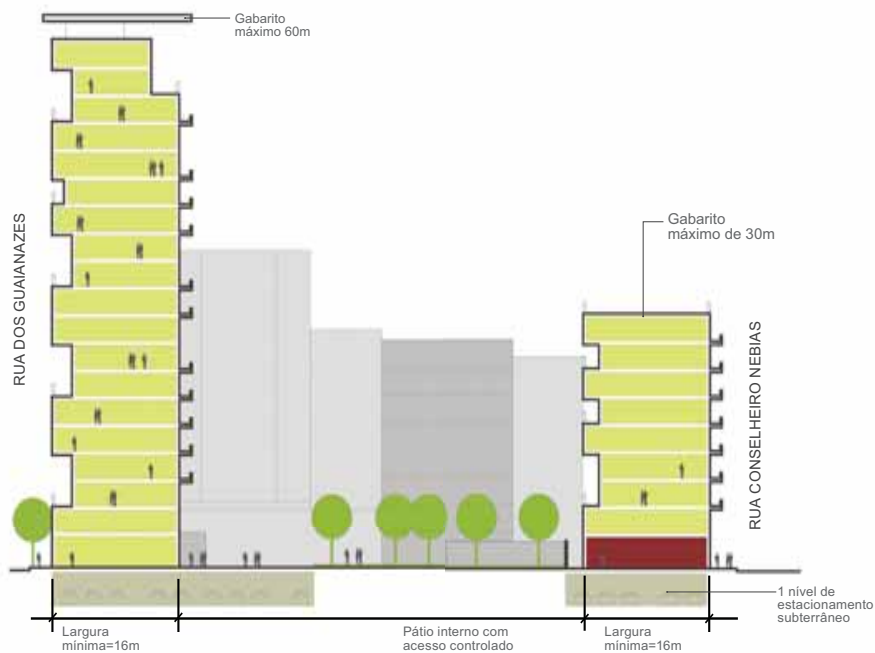 Gabarito
máximo 60m
RUA DOS GUAIANAZES
Gabarito
máximo de 30m
RUA CONSELHEIRO NEBIAS
1 nível de
estacionamento
subterrâneo
Largura
mínima=16m
Pátio interno com
acesso controlado
Largura
mínima=16m